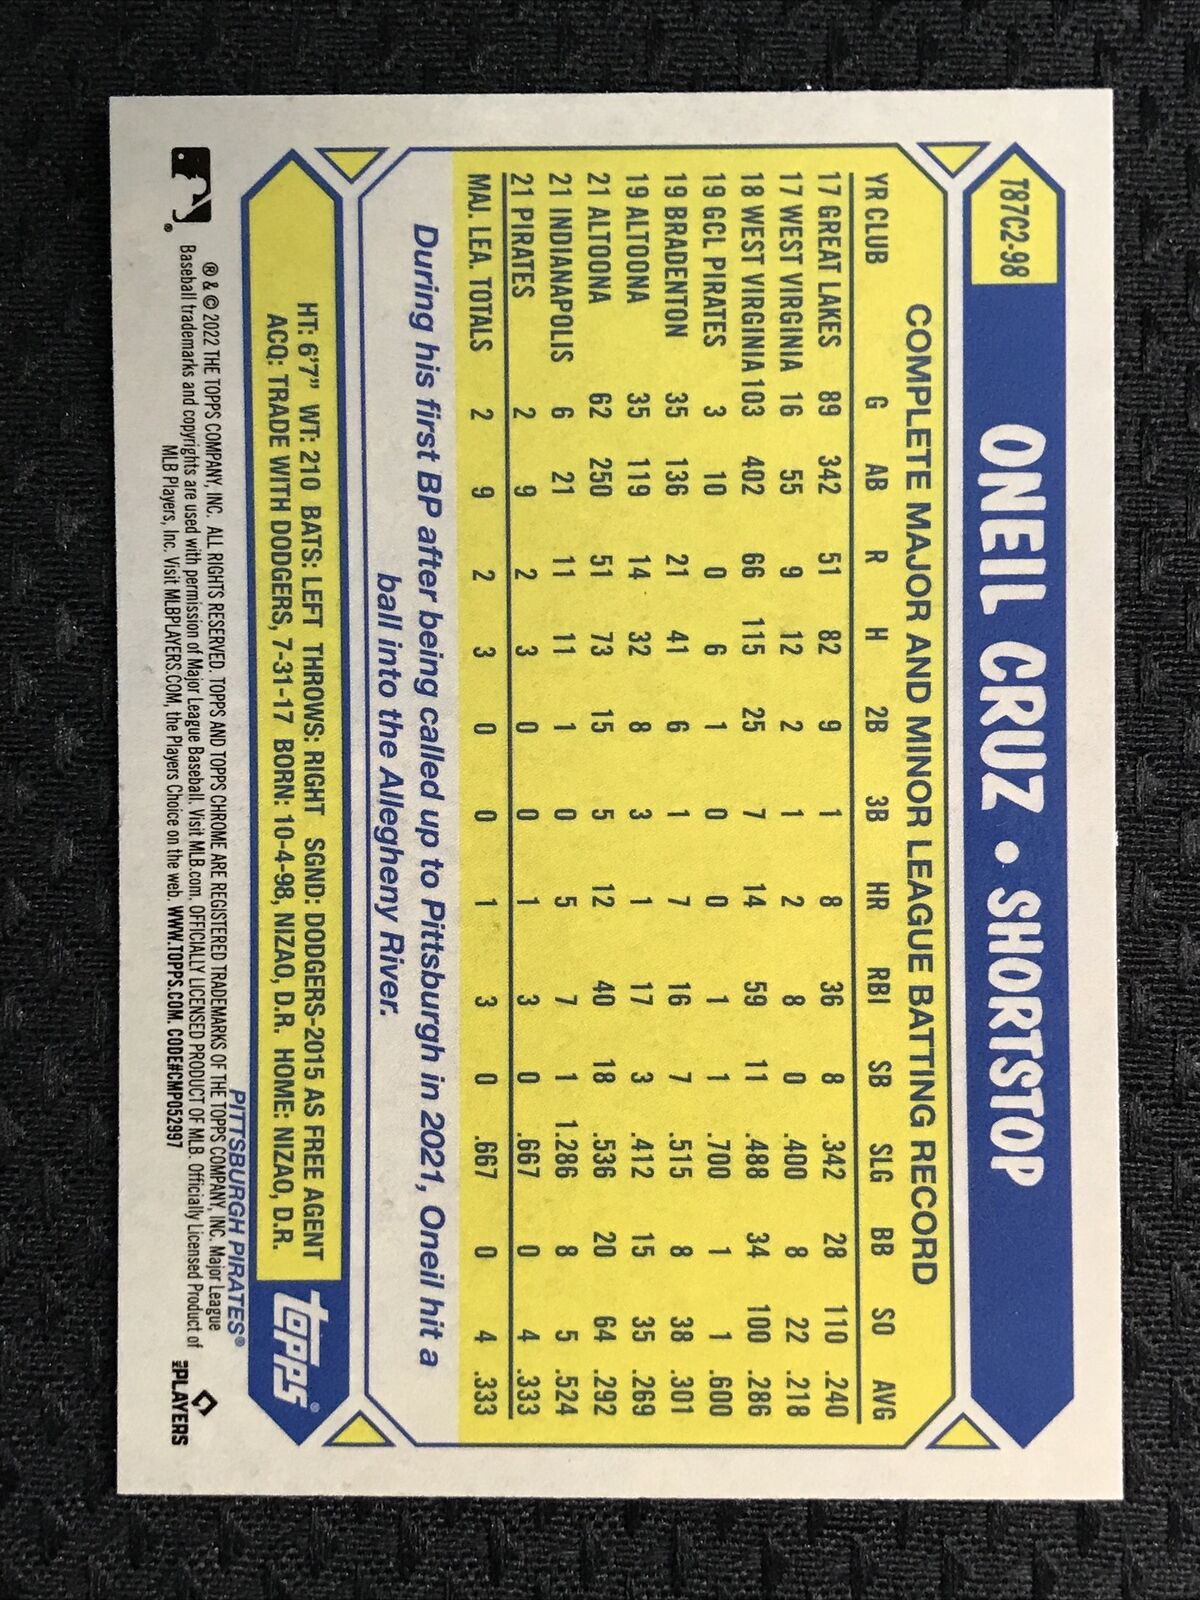 T87C2-98
ONEIL CRUZ • SHORTSTOP
COMPLETE MAJOR AND MINOR LEAGUE BATTING RECORD
YR CLUB G AB R H 2B 3B HR RBI SB SLG BB SO AVG
17 GREAT LAKES 89 342 51 82 9 1 8 36 8 .342 28 110 .240
17 WEST VIRGINIA 16 55 9 12 2 1 2 8 0 .400 8 22 .218
18 WEST VIRGINIA 103 402 66 115 25 7 14 59 11 .488 34 100 .286
19 GCL PIRATES 3 10 0 6 1 0 0 1 1 .700 1 1 .600
19 BRADENTON 35 136 21 41 6 1 7 16 7 .515 8 38 .301
19 ALTOONA 35 119 14 32 8 3 1 17 3 .412 15 35 .269
21 ALTOONA 62 250 51 73 15 5 12 40 18 .536 20 64 .292
21 INDIANAPOLIS 6 21 11 11 1 0 5 7 1 1.286 8 5 .524
21 PIRATES 2 9 2 3 0 0 1 3 0 .667 0 4 .333
MAJ. LEA. TOTALS 2 9 2 3 0 0 1 3 0 .667 0 4 .333
During his first BP after being called up to Pittsburgh in 2021, Oneil hit a
ball into the Allegheny River.
HT: 6'7" WT: 210 BATS: LEFT THROWS: RIGHT SGND: DODGERS-2015 AS FREE AGENT
ACQ: TRADE WITH DODGERS, 7-31-17 BORN: 10-4-98, NIZAO, D.R. HOME: NIZAO, D.R.
topps®
PITTSBURGH PIRATES®
® & © 2022 THE TOPPS COMPANY, INC. ALL RIGHTS RESERVED. TOPPS AND TOPPS CHROME ARE REGISTERED TRADEMARKS OF THE TOPPS COMPANY, INC. Major League
Baseball trademarks and copyrights are used with permission of Major League Baseball. Visit MLB.com. OFFICIALLY LICENSED PRODUCT OF MLB. Officially Licensed Product of
MLB Players, Inc. Visit MLBPLAYERS.COM, the Players Choice on the web. WWW.TOPPS.COM. CODE#CMP052997
®
MLB PLAYERS